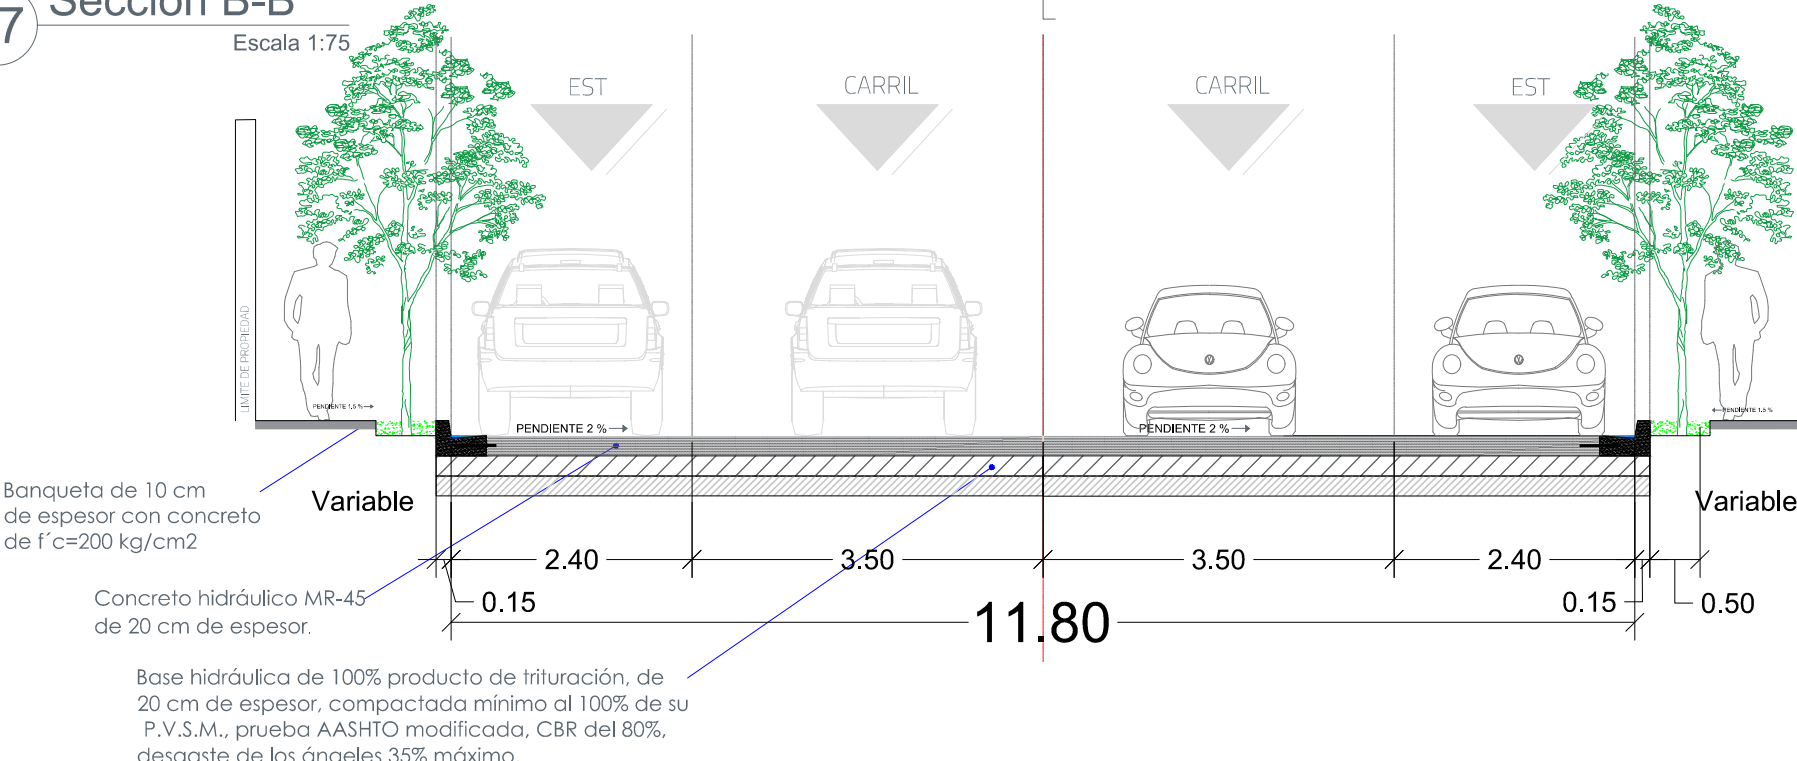 7 Sección B-B
Escala 1:75
EST
CARRIL
CARRIL
EST
LIMITE DE PROPIEDAD
PENDIENTE 1.5 %
PENDIENTE 2 %
PENDIENTE 2 %
PENDIENTE 1.5 %
Banqueta de 10 cm
de espesor con concreto
de f´c=200 kg/cm2
Variable
Variable
2.40
3.50
3.50
2.40
0.15
0.15
0.50
11.80
Concreto hidráulico MR-45
de 20 cm de espesor.
Base hidráulica de 100% producto de trituración, de
20 cm de espesor, compactada mínimo al 100% de su
P.V.S.M., prueba AASHTO modificada, CBR del 80%,
desgaste de los ángeles 35% máximo